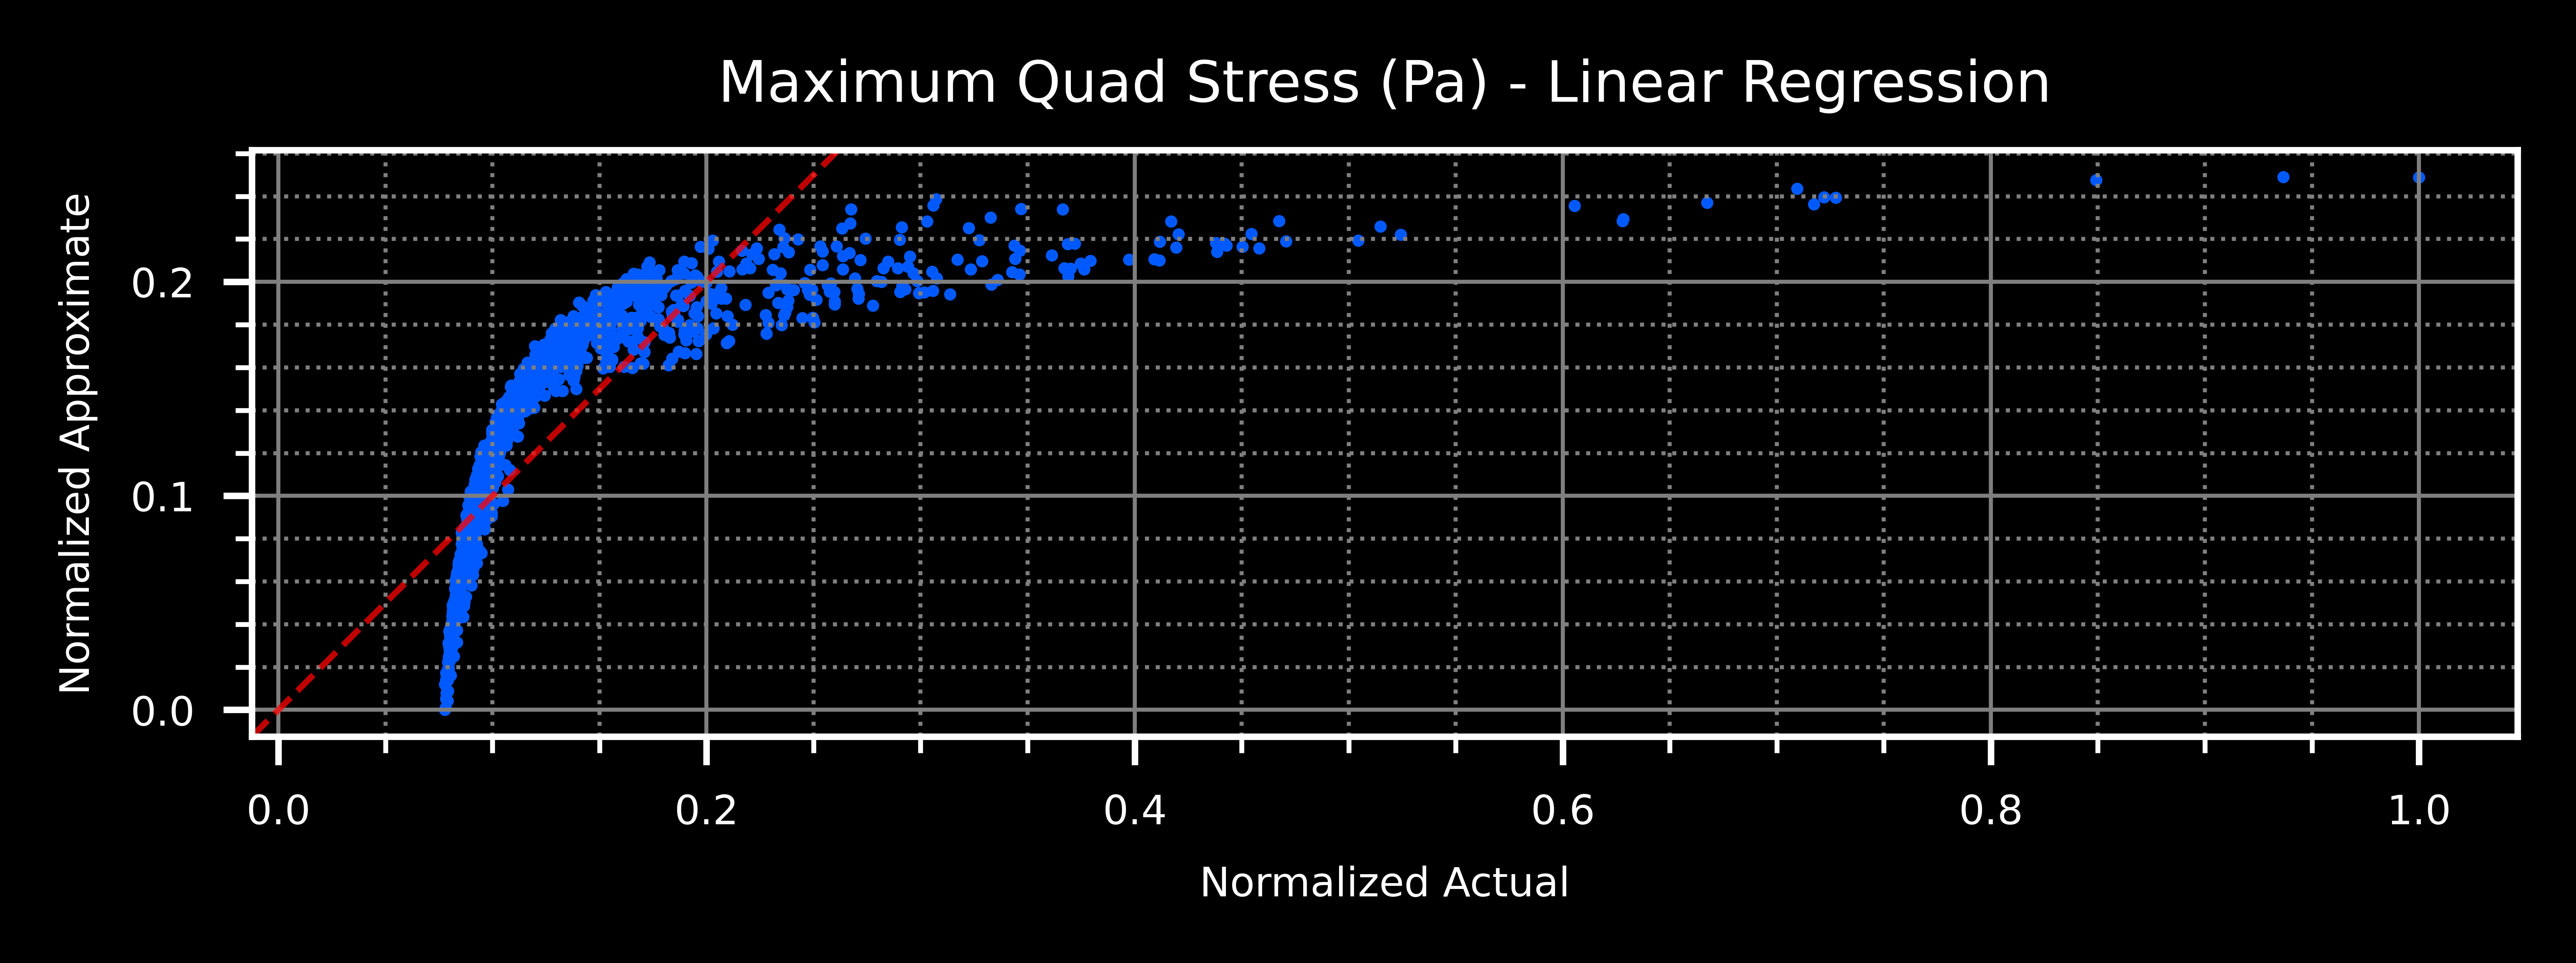 Maximum Quad Stress (Pa) - Linear Regression
Normalized Approximate
0.2
0.1
0.0
0.0 0.2 0.4 0.6 0.8 1.0
Normalized Actual